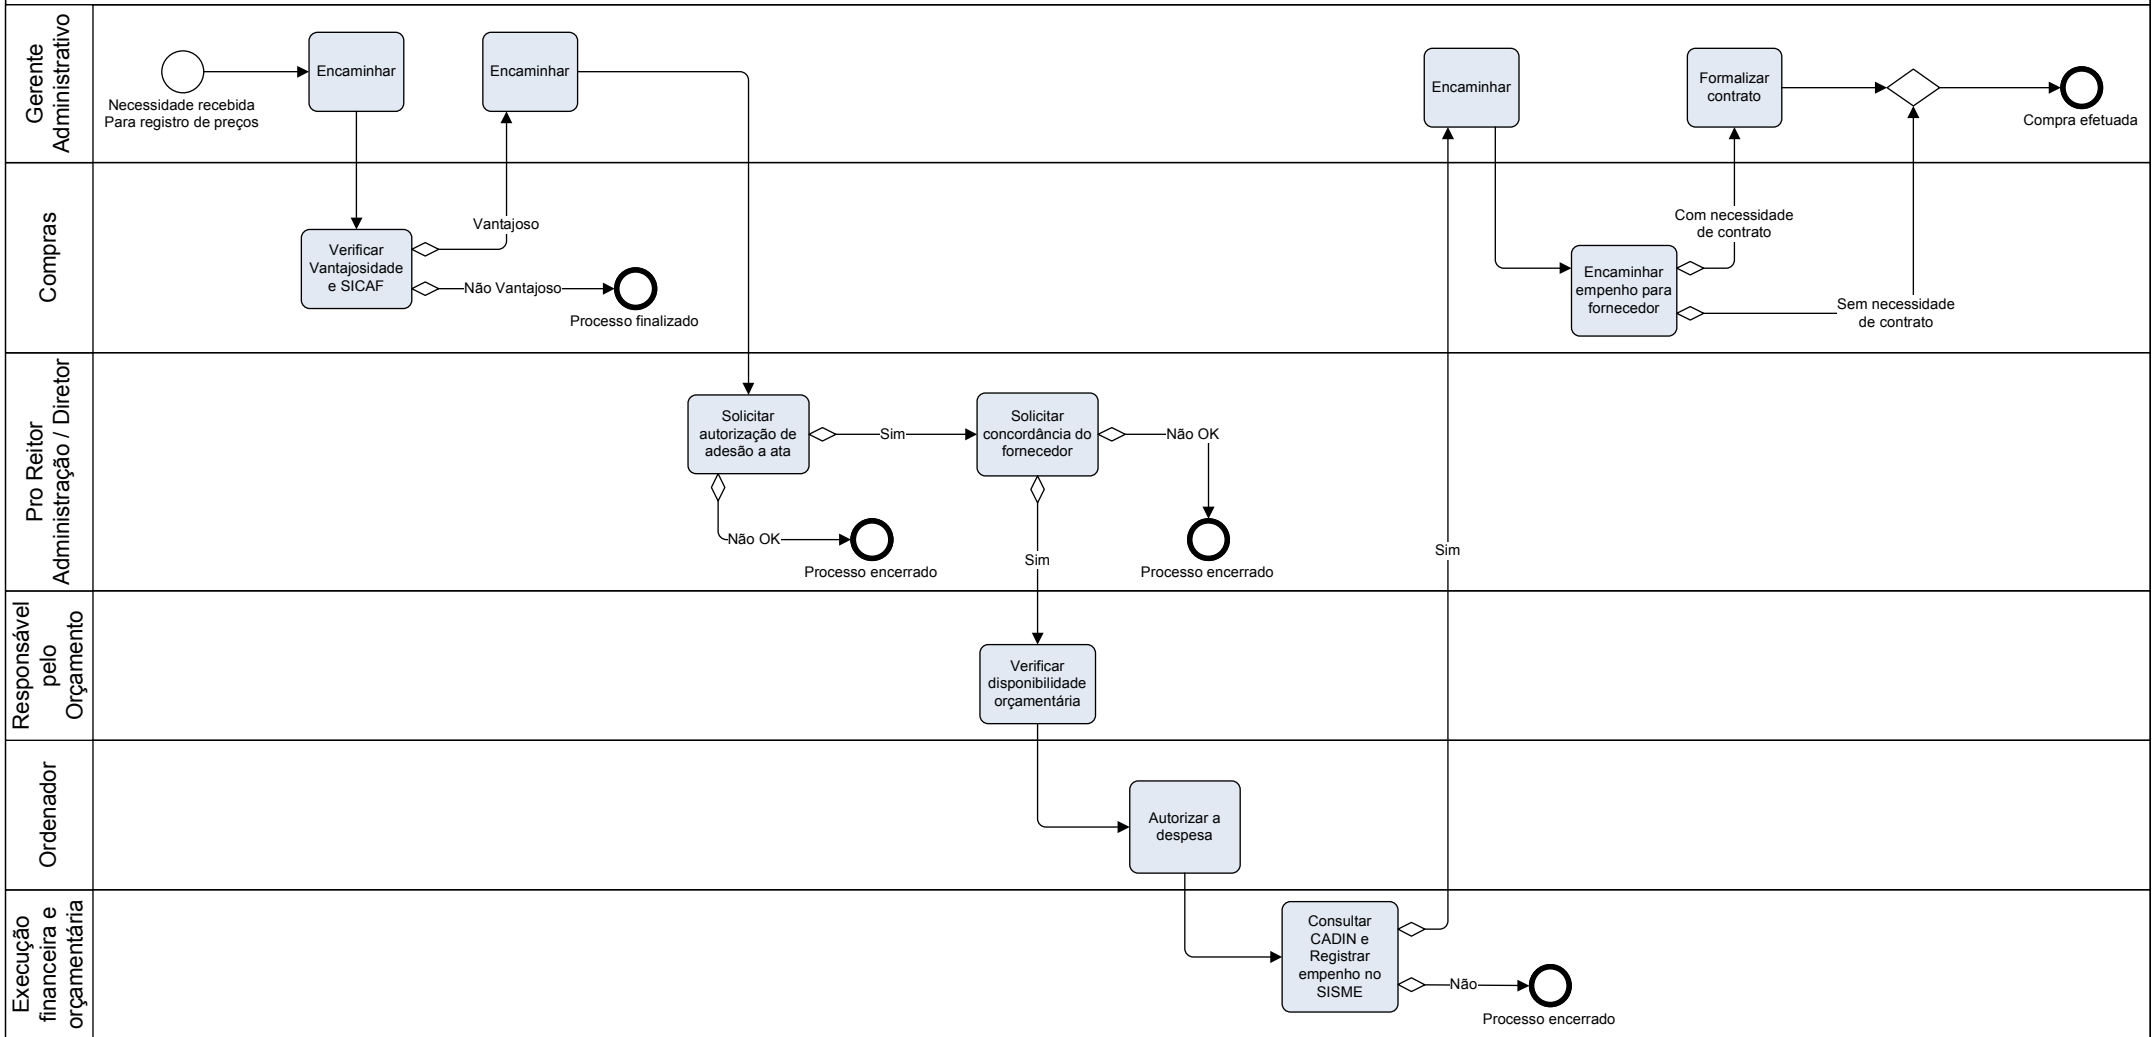 Gerente
Administrativo
Necessidade recebida
Para registro de preços
Encaminhar
Encaminhar
Encaminhar
Formalizar
contrato
Compra efetuada
Compras
Verificar
Vantajosidade
e SICAF
Vantajoso
Não Vantajoso
Processo finalizado
Encaminhar
empenho para
fornecedor
Com necessidade
de contrato
Sem necessidade
de contrato
Pro Reitor
Administração / Diretor
Solicitar
autorização de
adesão a ata
Sim
Não OK
Processo encerrado
Solicitar
concordância do
fornecedor
Não OK
Processo encerrado
Sim
Sim
Responsável
pelo
Orçamento
Verificar
disponibilidade
orçamentária
Ordenador
Autorizar a
despesa
Execução
financeira e
orçamentária
Consultar
CADIN e
Registrar
empenho no
SISME
Não
Processo encerrado